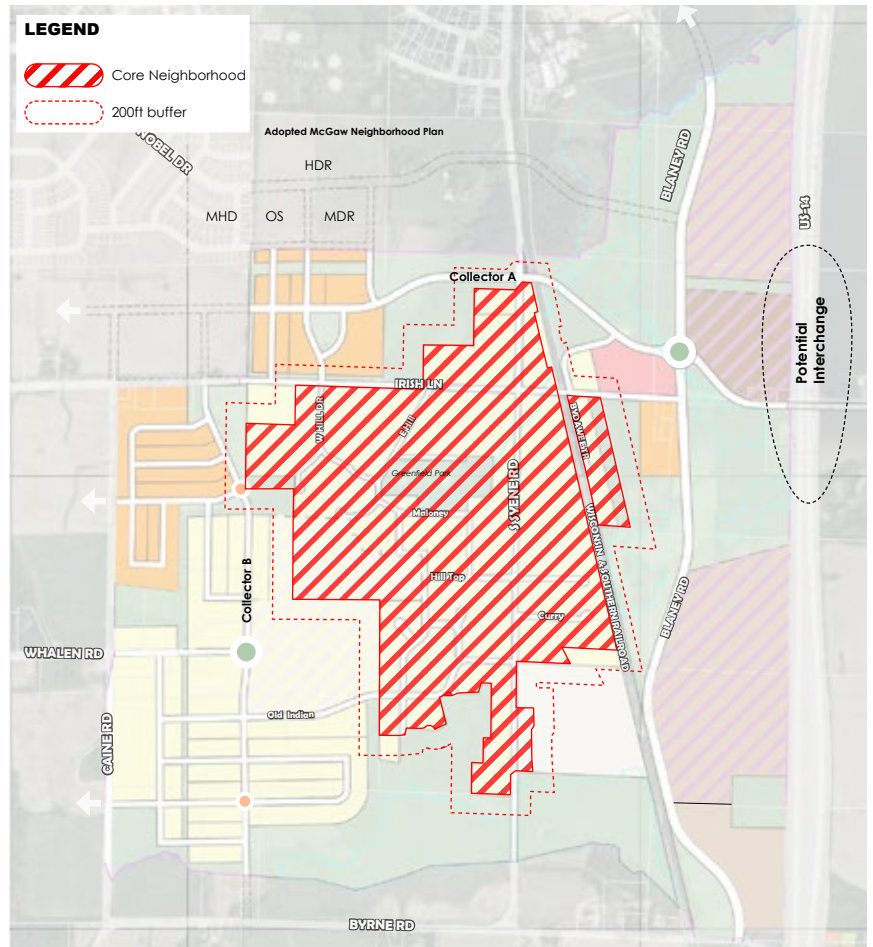 LEGEND
Core Neighborhood
200ft buffer
NOBEL DR
Adopted McGaw Neighborhood Plan
HDR
MHD
OS
MDR
BLANEY RD
US-14
Collector A
Potential
Interchange
IRISH LN
W HILL DR
E Hill
Greenfield Park
S SYENE RD
Maloney
WISCONSIN & SOUTHERN RAILROAD
Hill Top
Collector B
Curry
BLANEY RD
WHALEN RD
Old Indian
CAINE RD
BYRNE RD